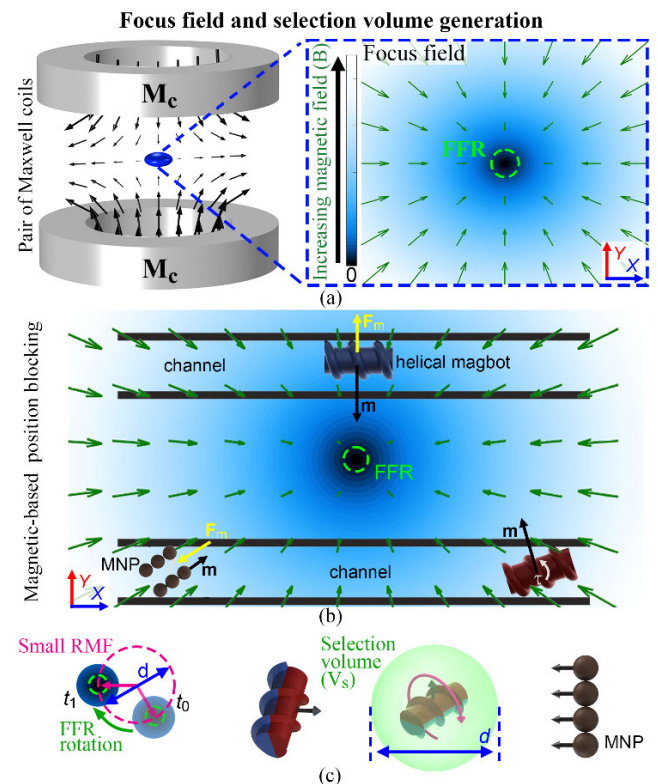 Focus field and selection volume generation
Pair of Maxwell coils
Mc
Mc
Increasing magnetic field (B)
0
Focus field
FFR
Y
X
(a)
Magnetic-based position blocking
Fm
channel
helical magbot
m
FFR
Fm
MNP
m
m
τ
channel
Y
X
(b)
Small RMF
d
t1
t0
FFR
rotation
Selection
volume
(Vs)
d
MNP
(c)